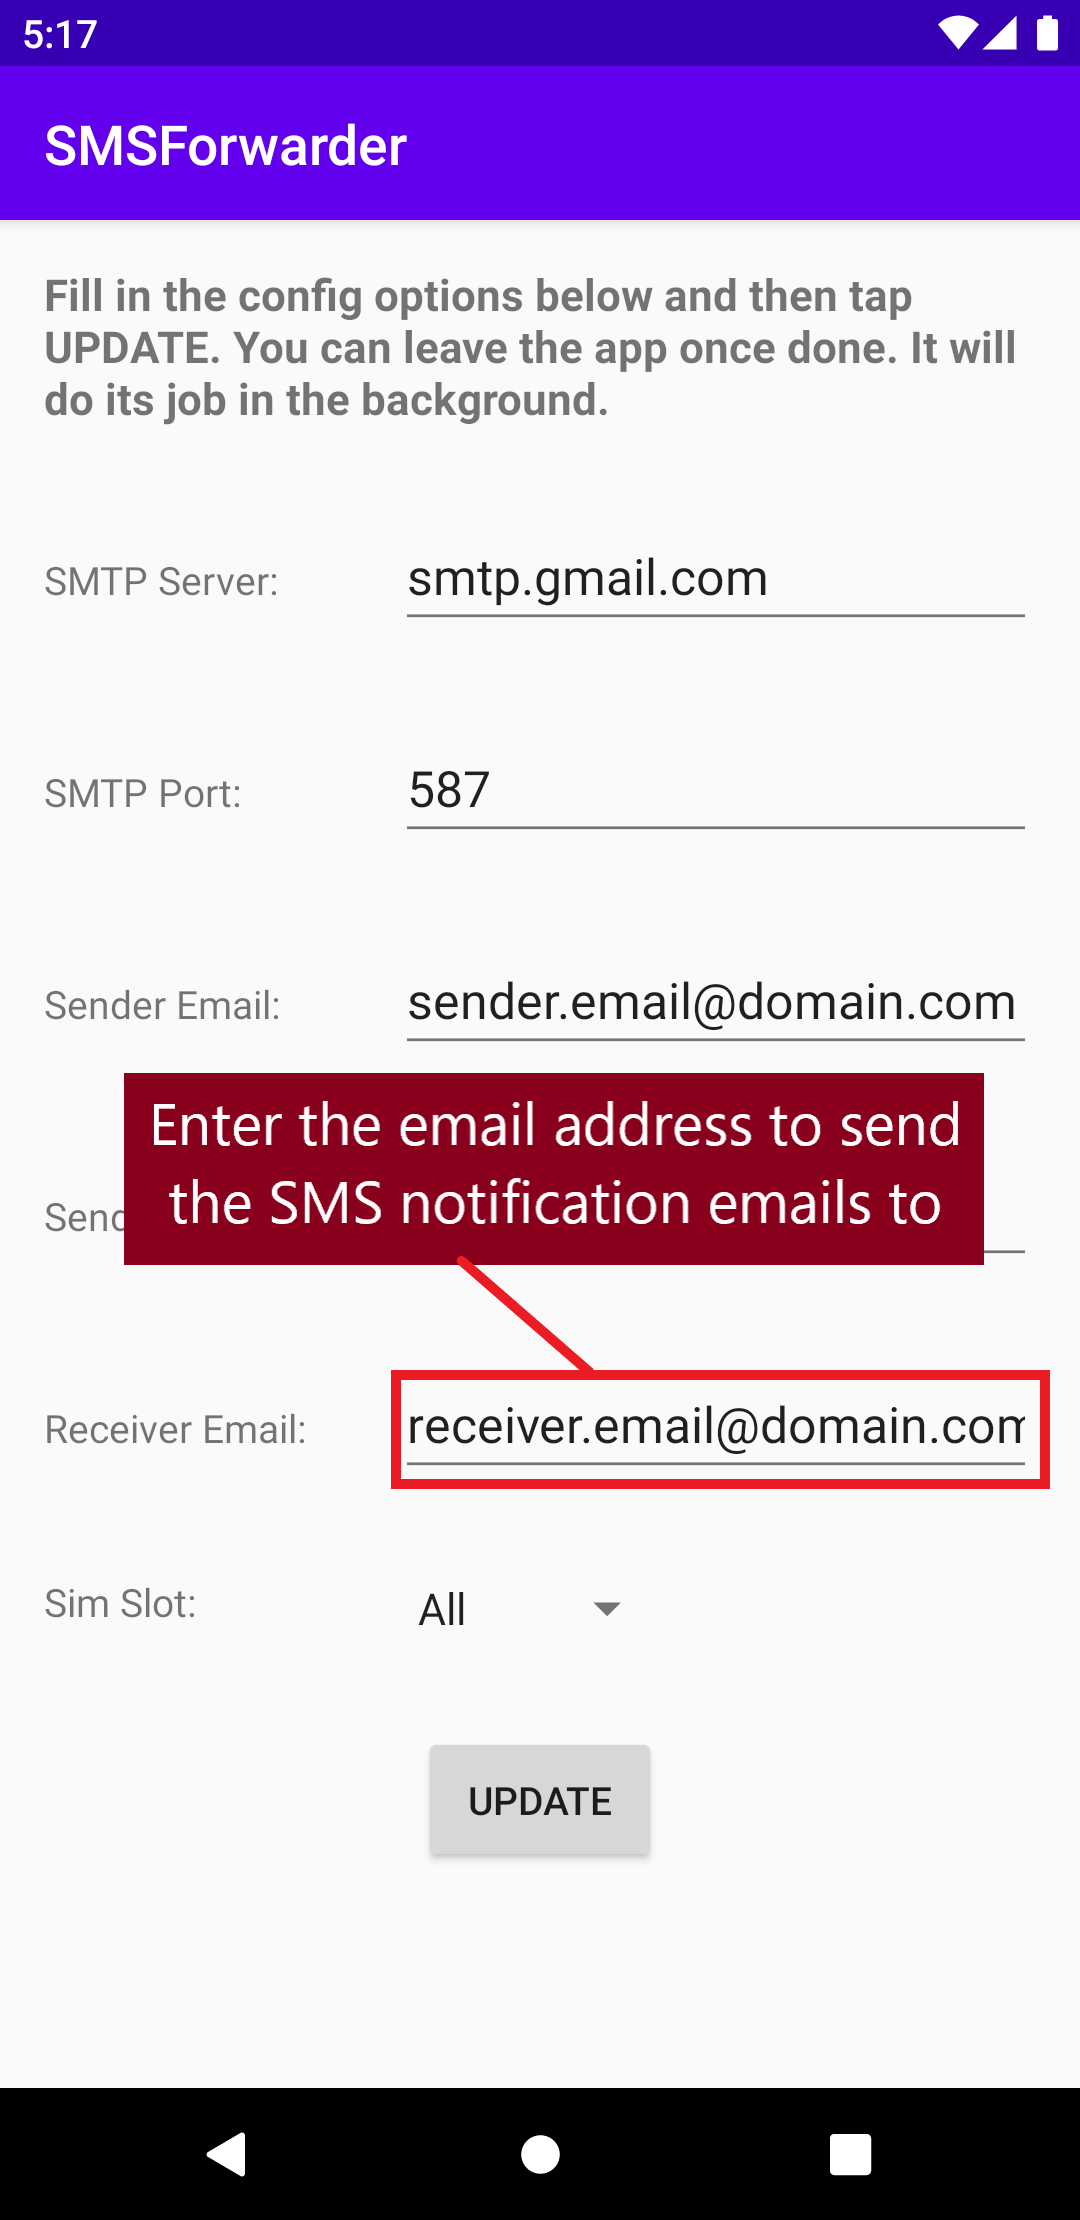 5:17
SMSForwarder
Fill in the config options below and then tap
UPDATE. You can leave the app once done. It will
do its job in the background.
SMTP Server: smtp.gmail.com
SMTP Port: 587
Sender Email: sender.email@domain.com
Enter the email address to send
the SMS notification emails to
Receiver Email: receiver.email@domain.com
Sim Slot: All
UPDATE